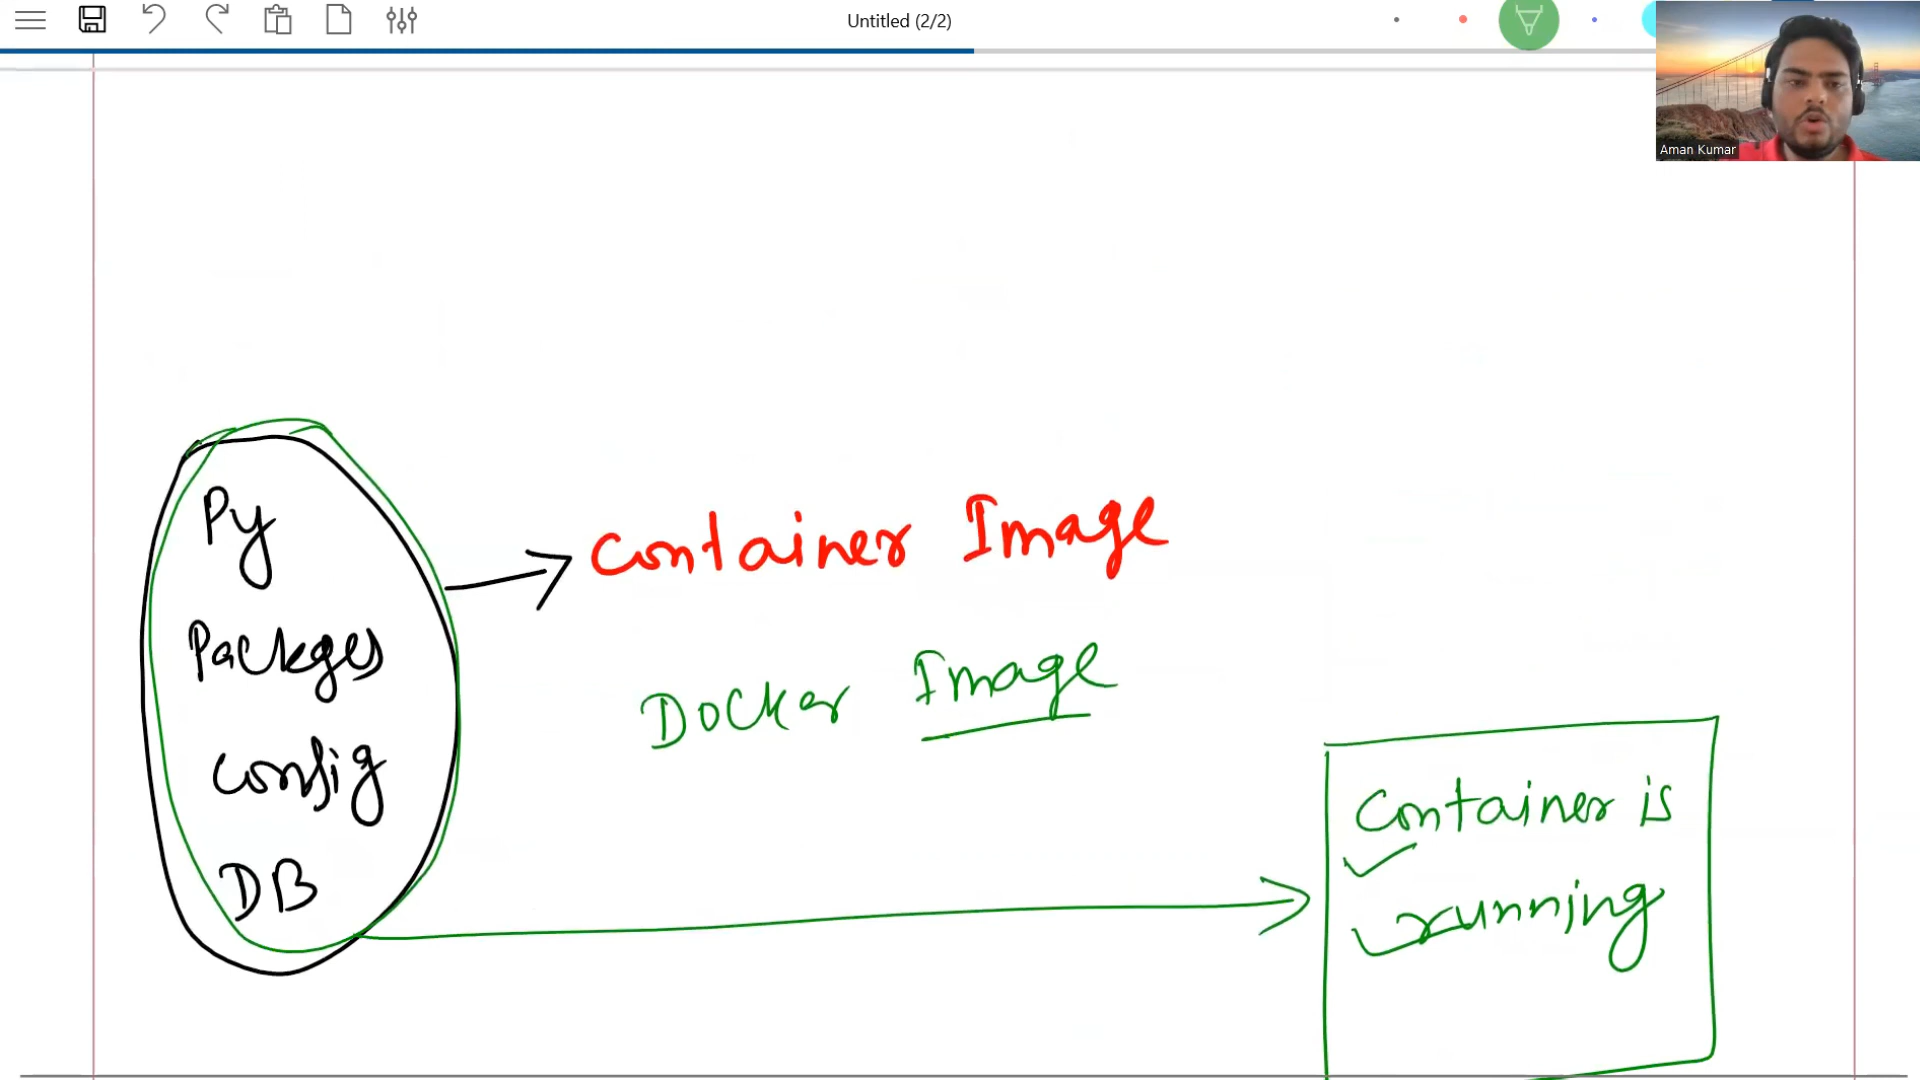 Untitled (2/2)
Aman Kumar
Py
Packges
config
DB
Container Image
Docker Image
Container is
running